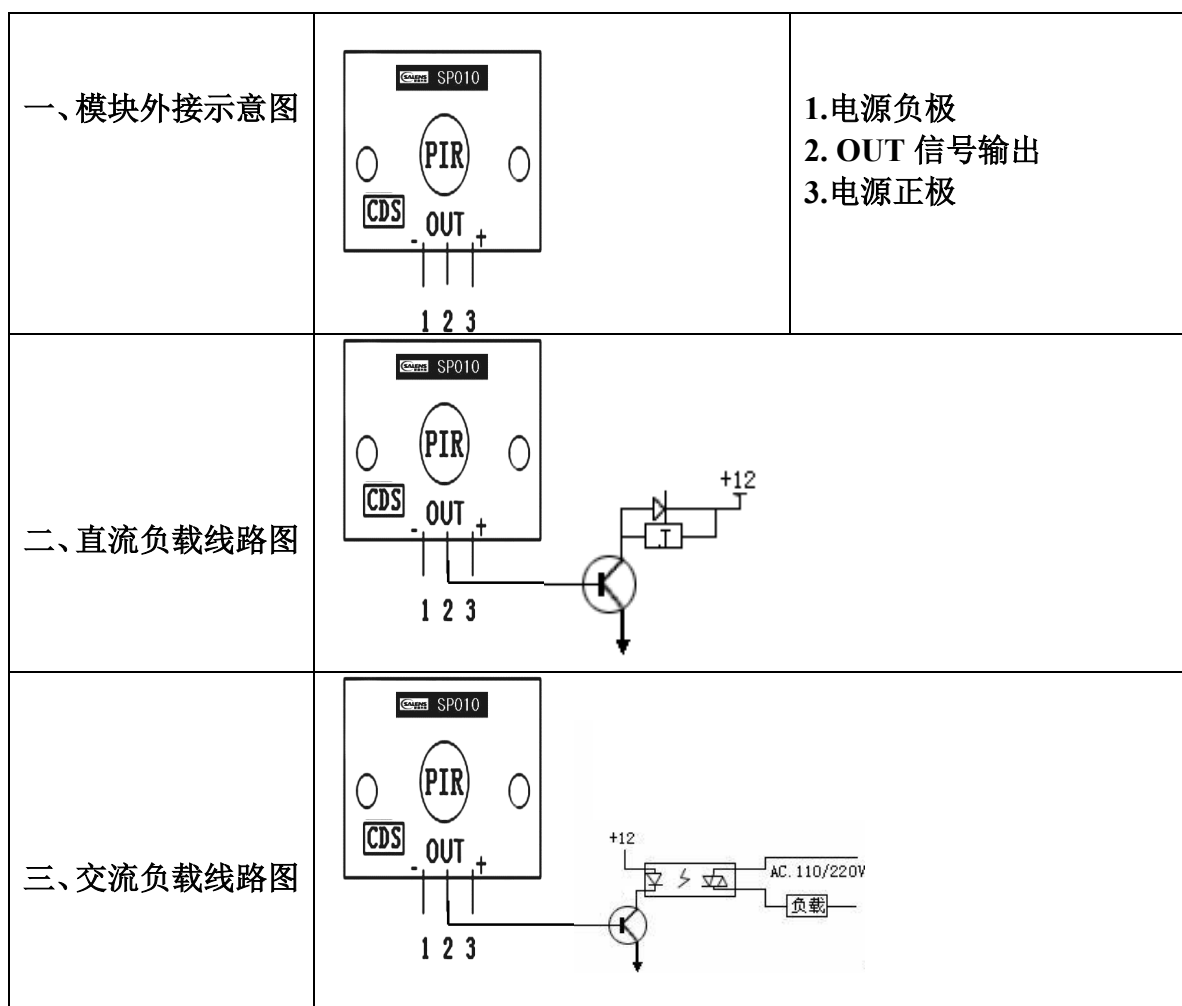 一、模块外接示意图
SALENS SP010
PIR
CDS
- OUT +
1 2 3
1.电源负极
2. OUT 信号输出
3.电源正极
二、直流负载线路图
SALENS SP010
PIR
CDS
- OUT +
1 2 3
+12
J
三、交流负载线路图
SALENS SP010
PIR
CDS
- OUT +
1 2 3
+12
AC.110/220V
负载